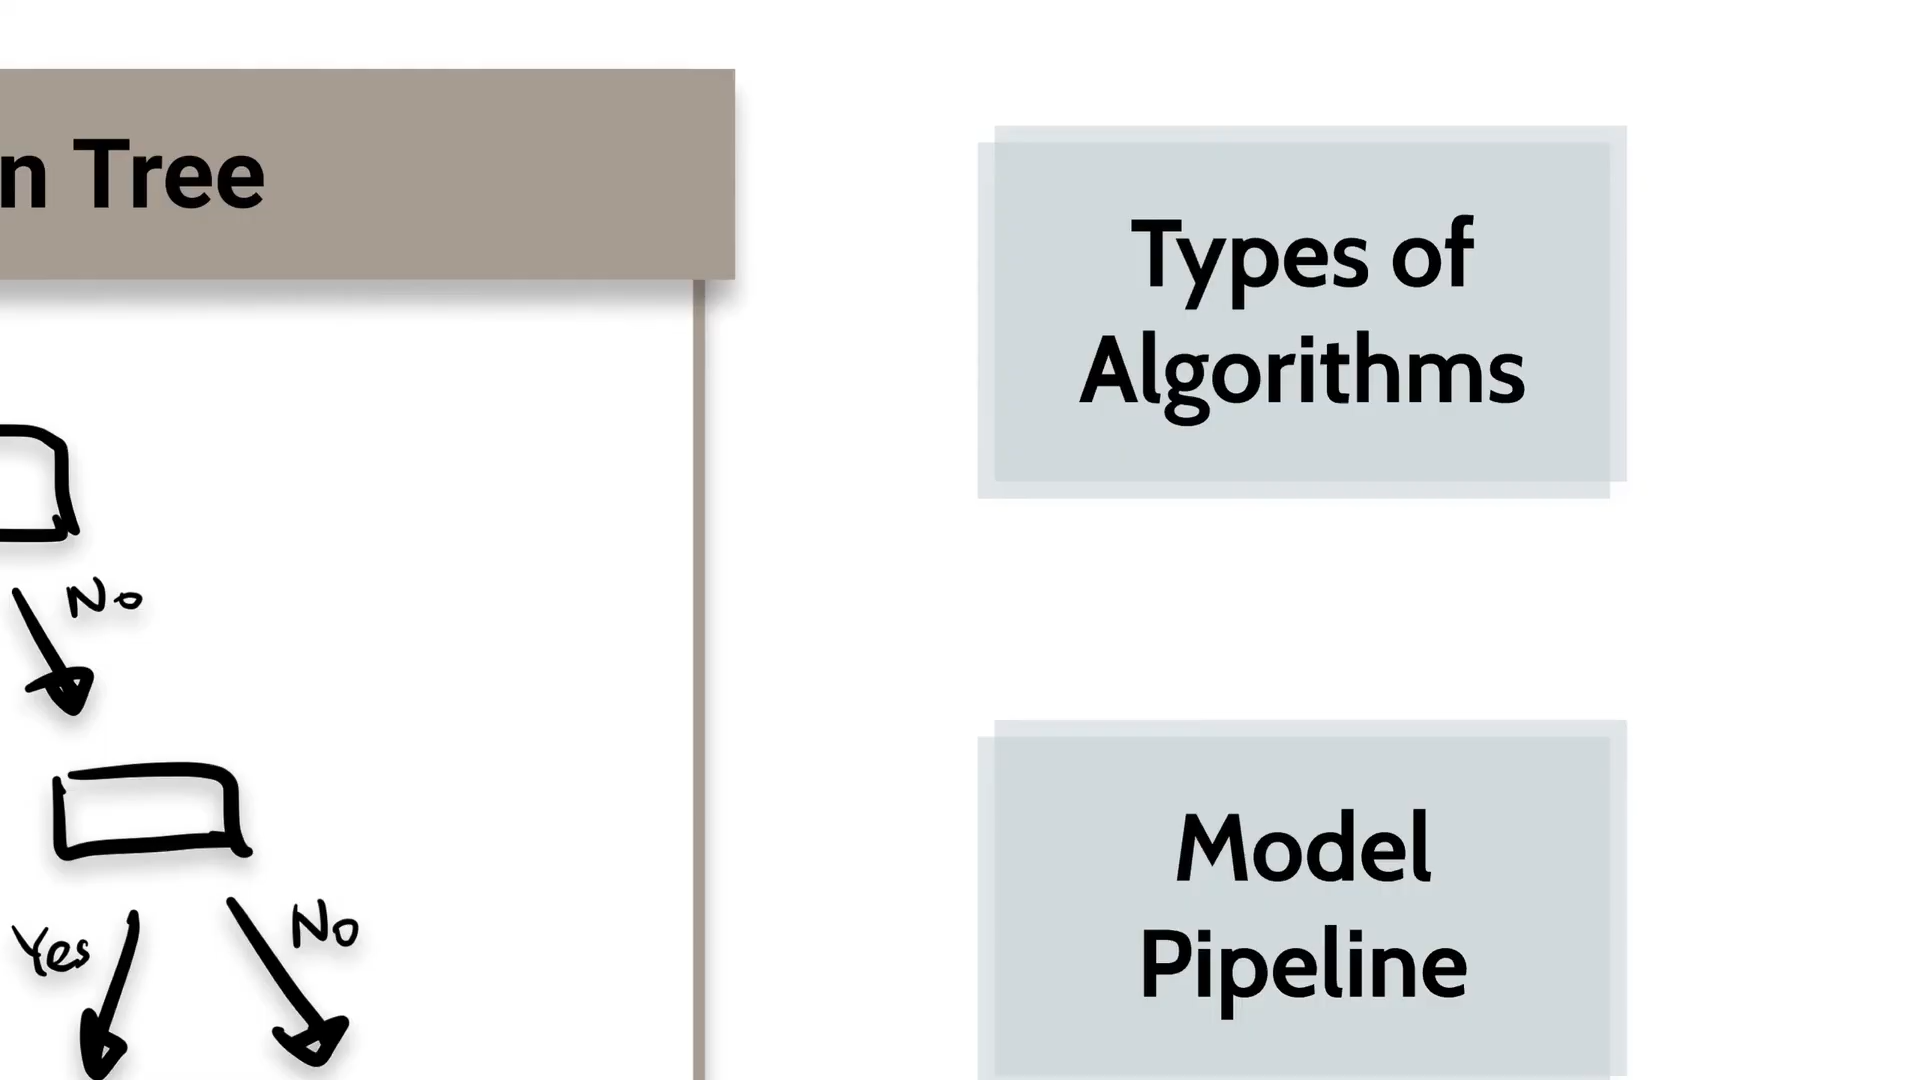 n Tree
Types of
Algorithms
No
Model
Pipeline
Yes
No